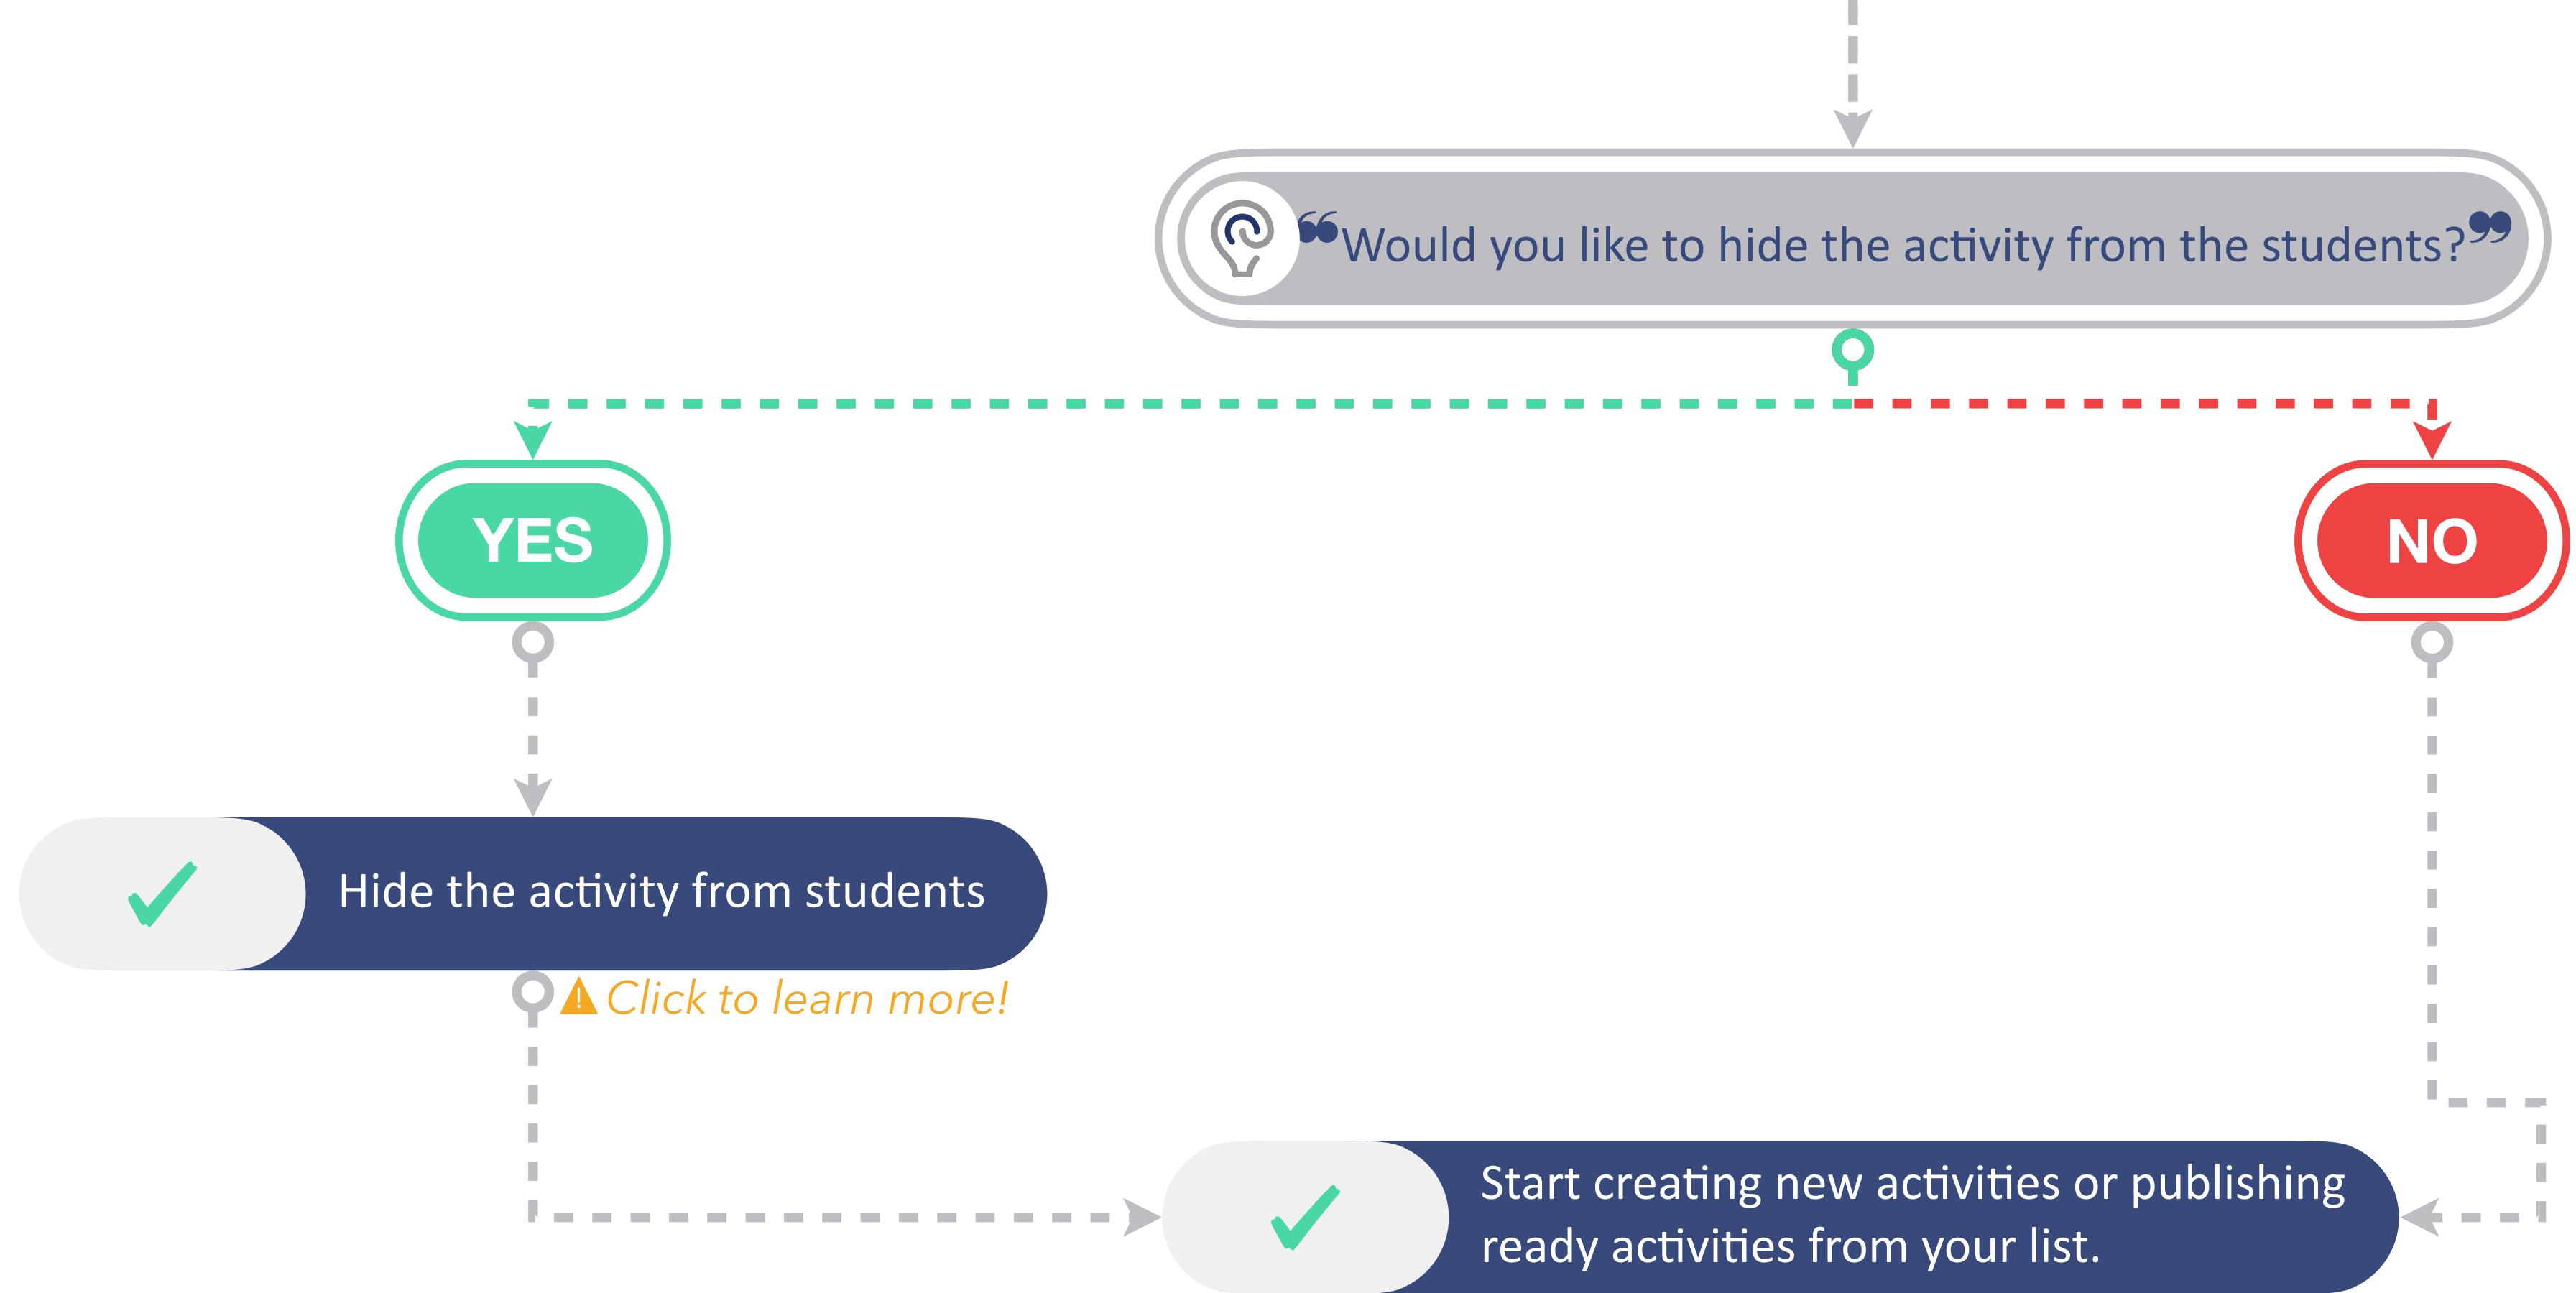 ❝Would you like to hide the activity from the students?❞
YES
NO
Hide the activity from students
Click to learn more!
Start creating new activities or publishing
ready activities from your list.